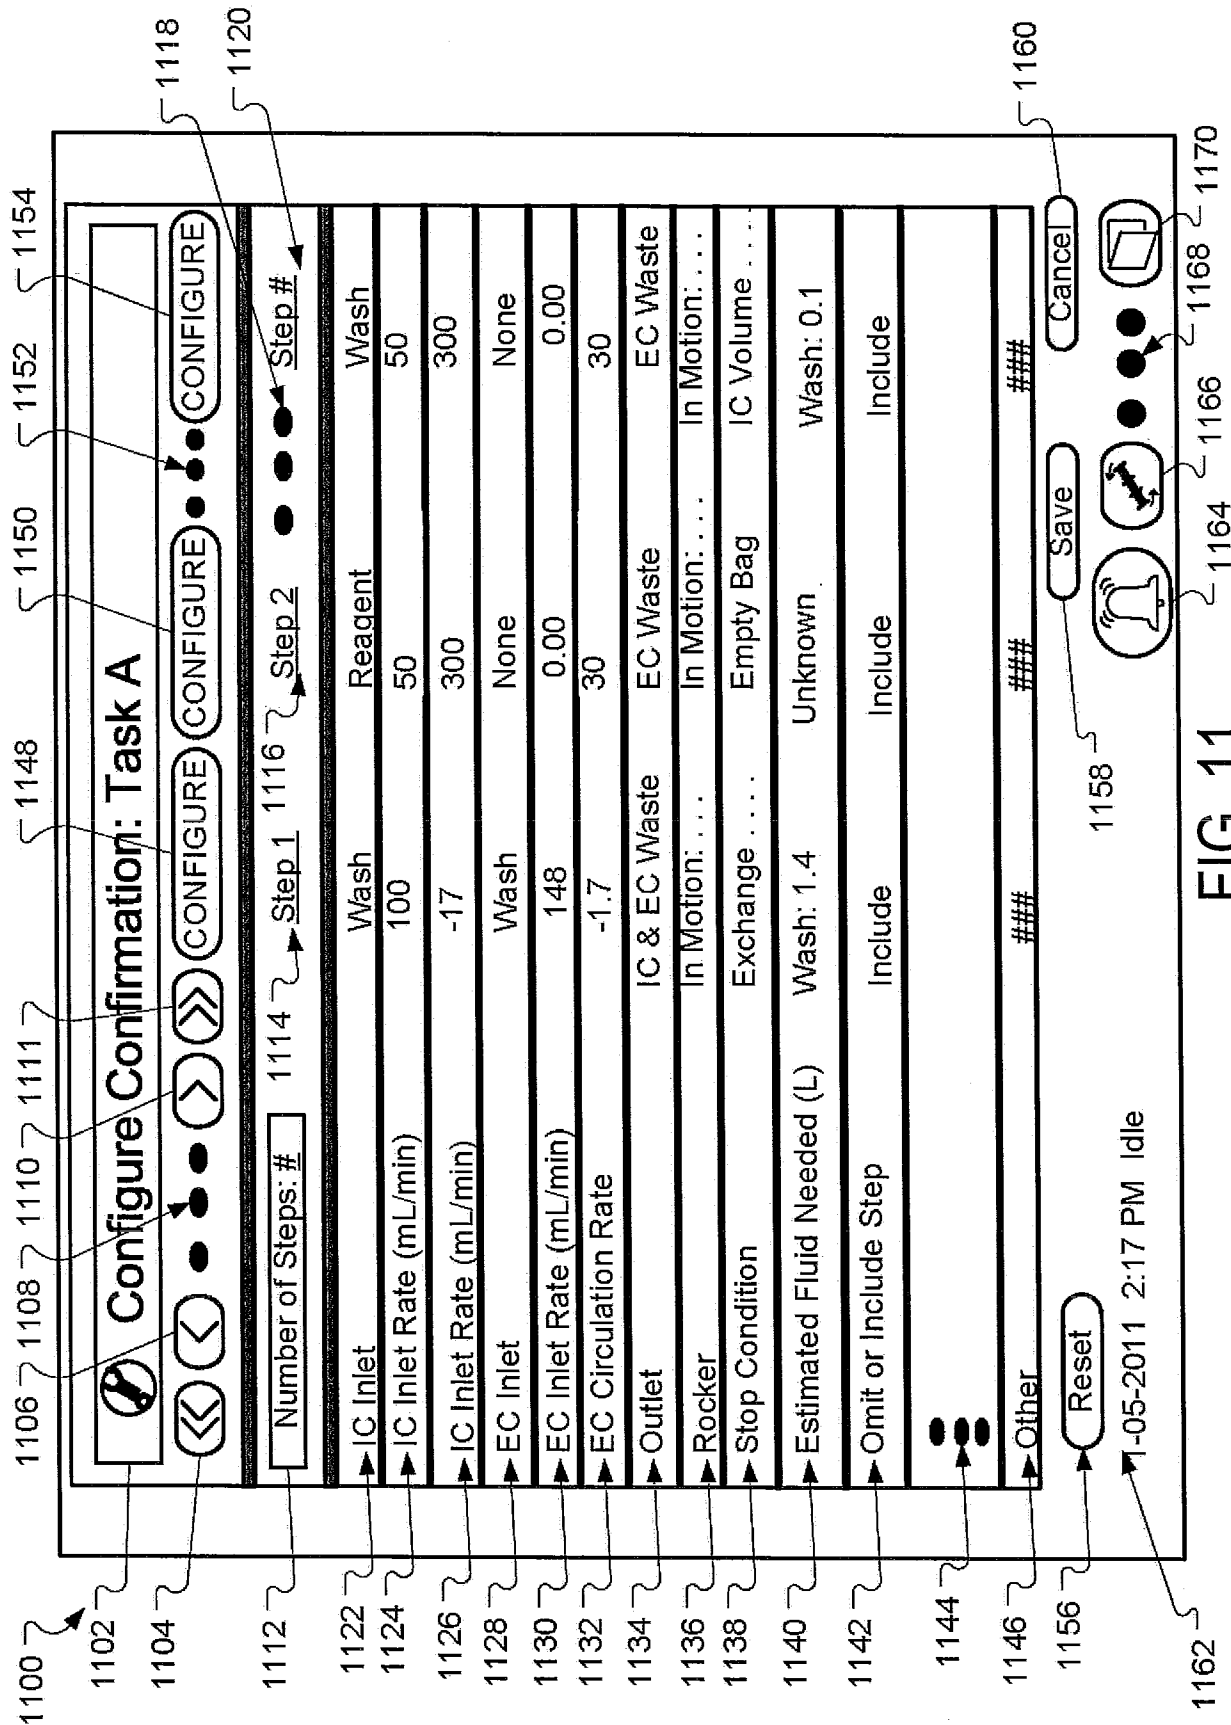 1100
1102
1104
1106
1108
1110
1111
1148
1150
1152
1154
1118
1120
Configure Confirmation: Task A
CONFIGURE CONFIGURE CONFIGURE
1112
Number of Steps: #
1114
Step 1
1116
Step 2
Step #
1122 IC Inlet Wash Reagent Wash
1124 IC Inlet Rate (mL/min) 100 50 50
1126 IC Inlet Rate (mL/min) -17 300 300
1128 EC Inlet Wash None None
1130 EC Inlet Rate (mL/min) 148 0.00 0.00
1132 EC Circulation Rate -1.7 30 30
1134 Outlet IC & EC Waste EC Waste EC Waste
1136 Rocker In Motion: . . . In Motion: . . . In Motion: . . .
1138 Stop Condition Exchange . . . . Empty Bag IC Volume . . . .
1140 Estimated Fluid Needed (L) Wash: 1.4 Unknown Wash: 0.1
1142 Omit or Include Step Include Include Include
1144
1146 Other ### ### ###
1156 Reset
1158 Save
1160 Cancel
1162 1-05-2011 2:17 PM Idle
1164
1166
1168
1170
FIG. 11